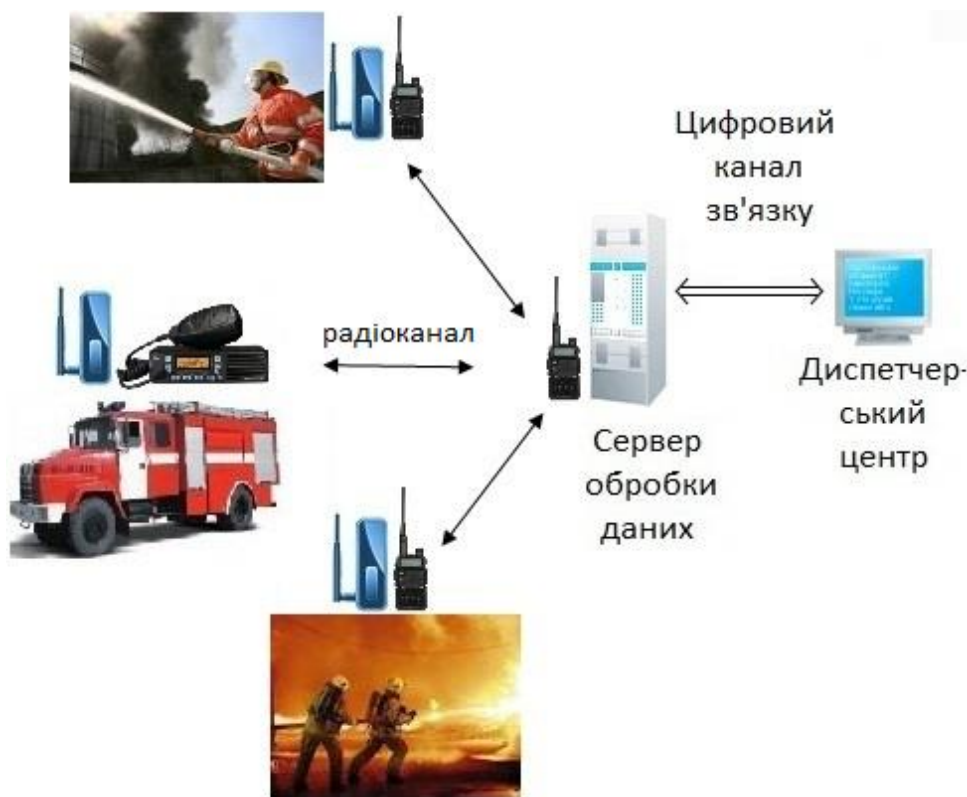 Цифровий
канал
зв'язку
радіоканал
Диспетчер-
ський
центр
Сервер
обробки
даних